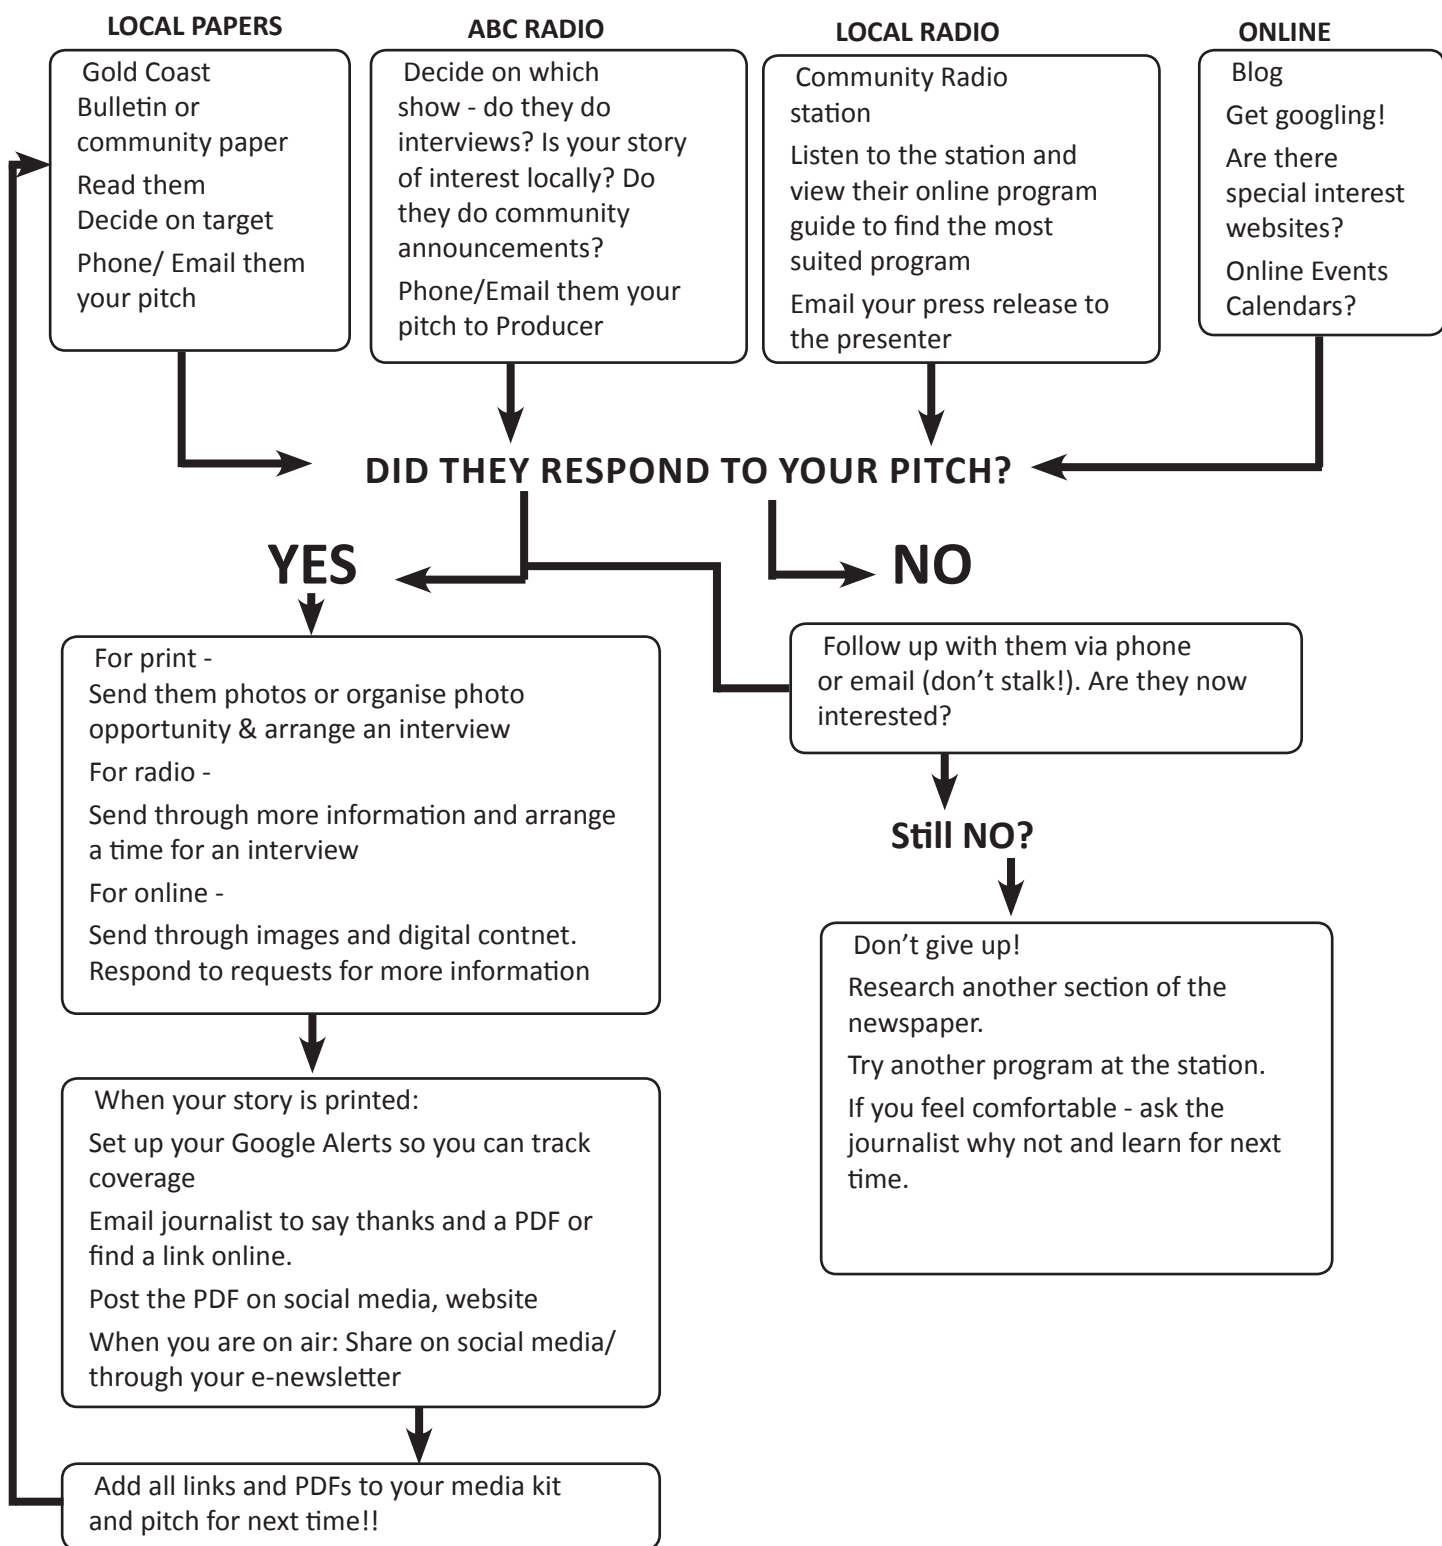 LOCAL PAPERS
Gold Coast
Bulletin or
community paper
Read them
Decide on target
Phone/ Email them
your pitch
ABC RADIO
Decide on which
show - do they do
interviews? Is your story
of interest locally? Do
they do community
announcements?
Phone/Email them your
pitch to Producer
LOCAL RADIO
Community Radio
station
Listen to the station and
view their online program
guide to find the most
suited program
Email your press release to
the presenter
ONLINE
Blog
Get googling!
Are there
special interest
websites?
Online Events
Calendars?
DID THEY RESPOND TO YOUR PITCH?
YES
NO
For print -
Send them photos or organise photo
opportunity & arrange an interview
For radio -
Send through more information and arrange
a time for an interview
For online -
Send through images and digital contnet.
Respond to requests for more information
Follow up with them via phone
or email (don't stalk!). Are they now
interested?
Still NO?
Don't give up!
Research another section of the
newspaper.
Try another program at the station.
If you feel comfortable - ask the
journalist why not and learn for next
time.
When your story is printed:
Set up your Google Alerts so you can track
coverage
Email journalist to say thanks and a PDF or
find a link online.
Post the PDF on social media, website
When you are on air: Share on social media/
through your e-newsletter
Add all links and PDFs to your media kit
and pitch for next time!!